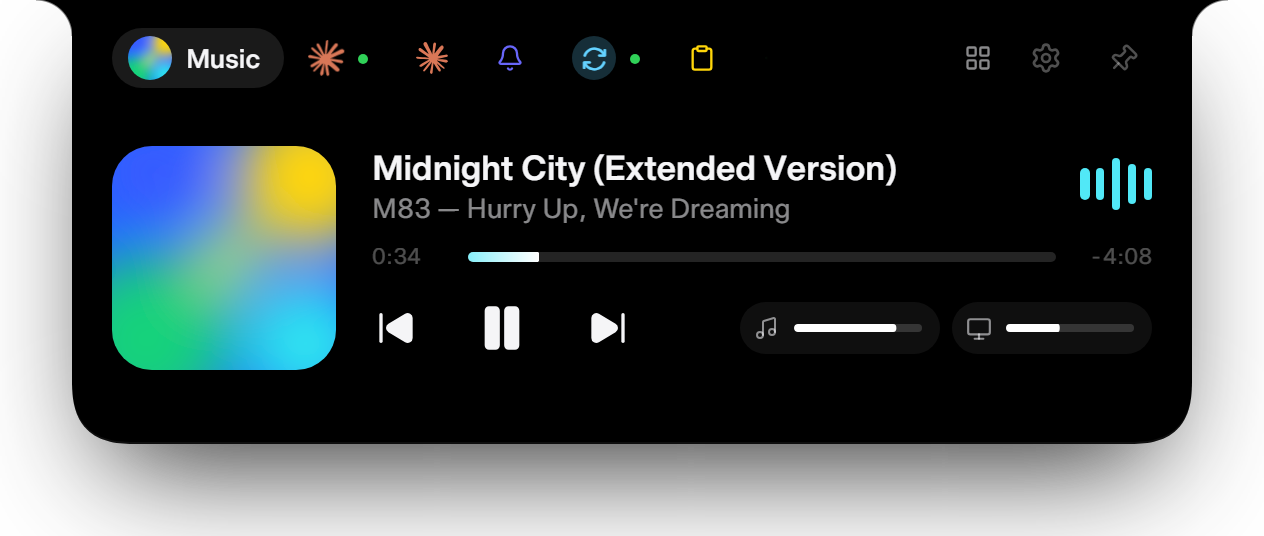 Music
Midnight City (Extended Version)
M83 — Hurry Up, We're Dreaming
0:34
-4:08